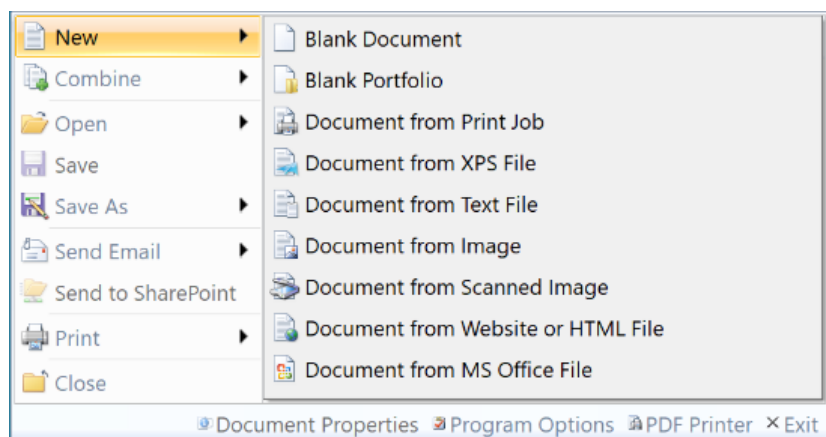 New
Combine
Open
Save
Save As
Send Email
Send to SharePoint
Print
Close
Blank Document
Blank Portfolio
Document from Print Job
Document from XPS File
Document from Text File
Document from Image
Document from Scanned Image
Document from Website or HTML File
Document from MS Office File
Document Properties Program Options PDF Printer Exit